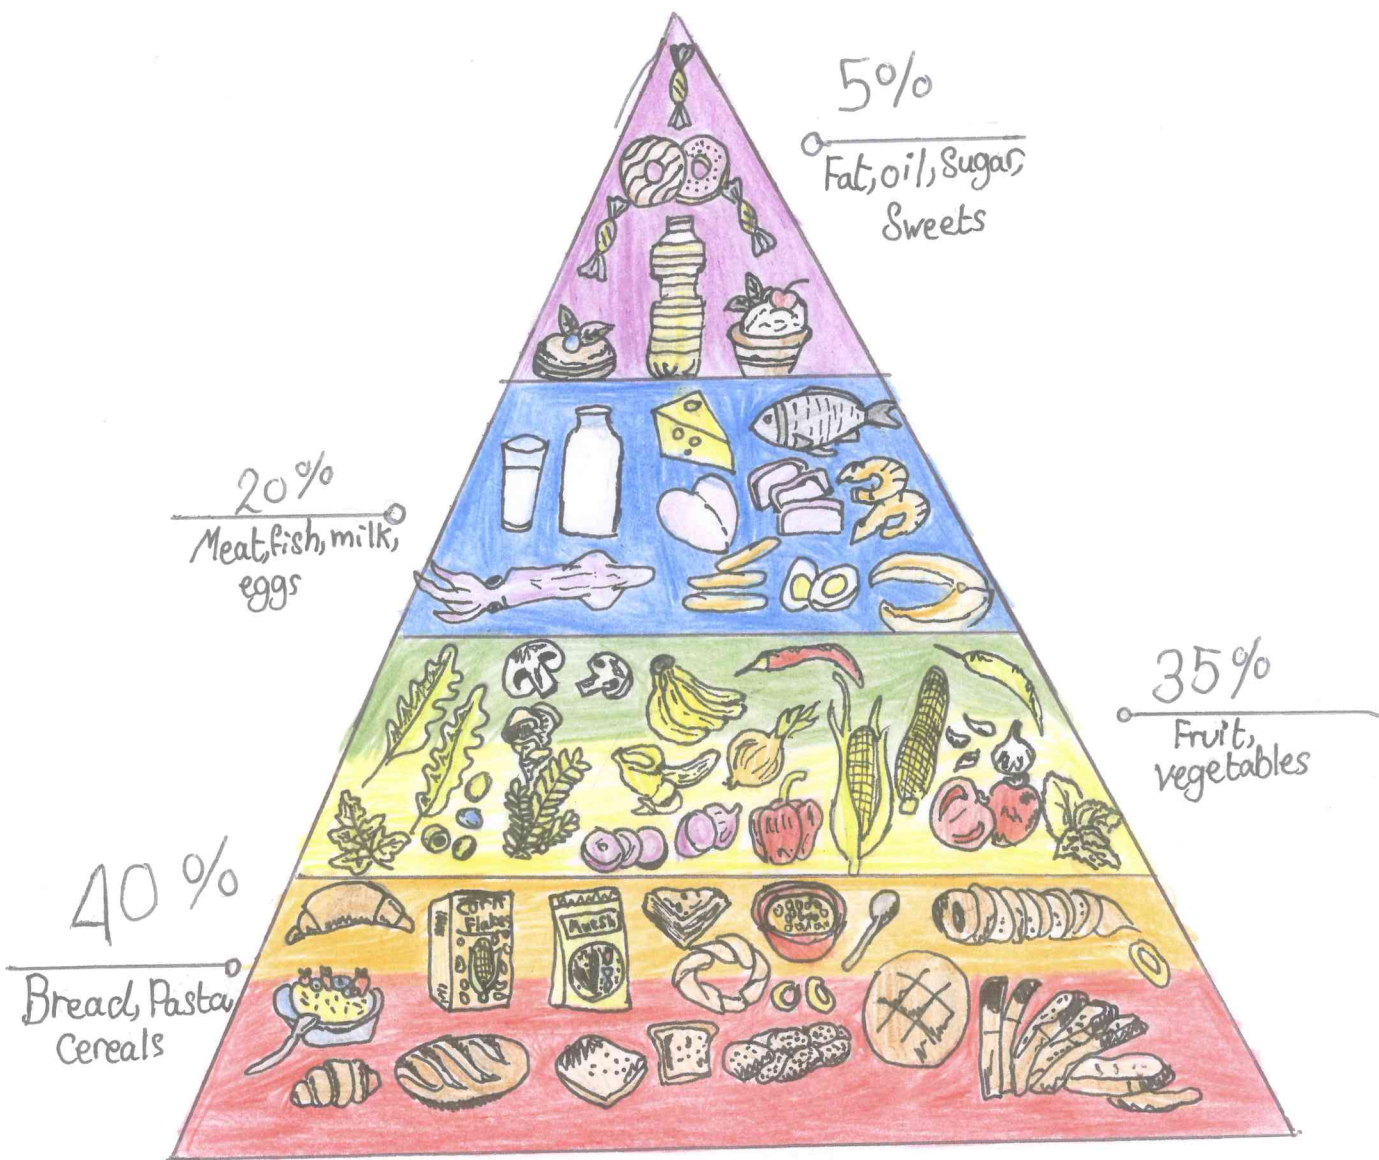 5%
Fat, oil, Sugar,
Sweets
20%
Meat, fish, milk,
eggs
35%
Fruit,
vegetables
40%
Bread, Pasta,
Cereals
Corn
Flakes
Muesli